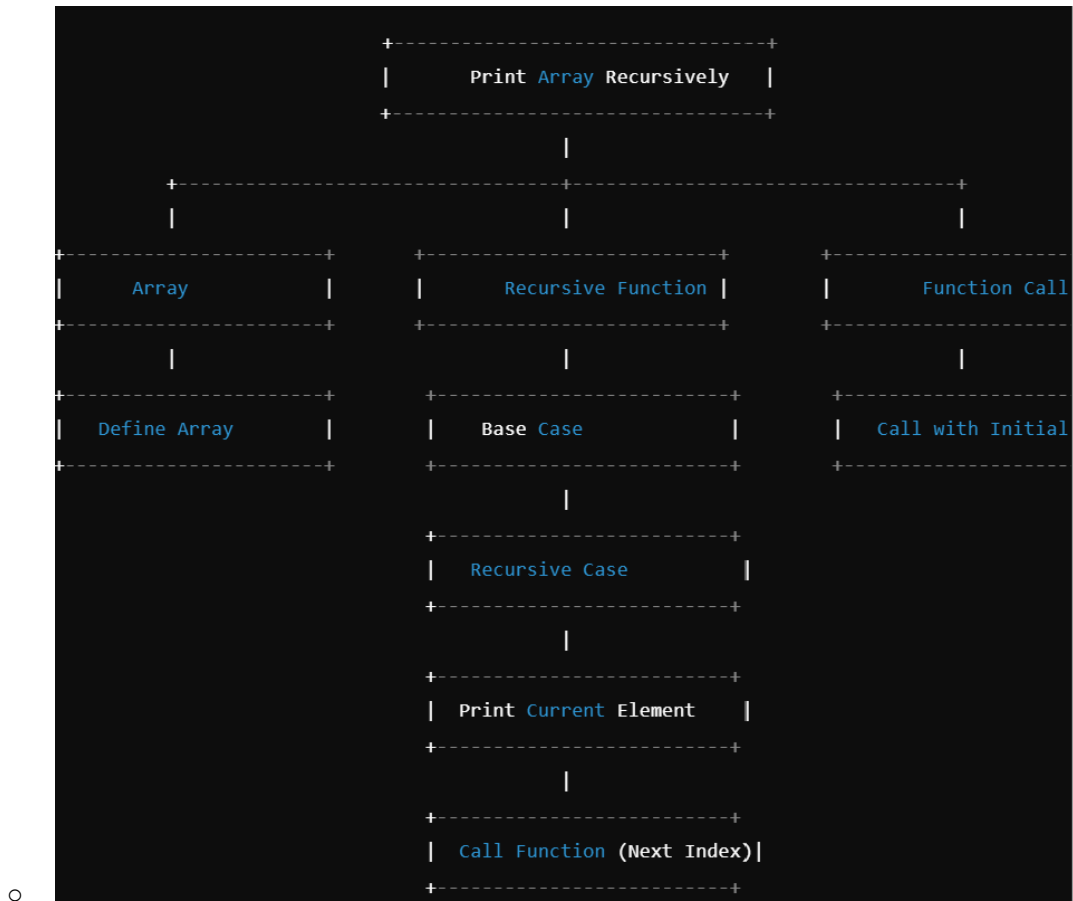 Print Array Recursively
Array Recursive Function Function Call
Define Array Base Case Call with Initial
Recursive Case
Print Current Element
Call Function (Next Index)